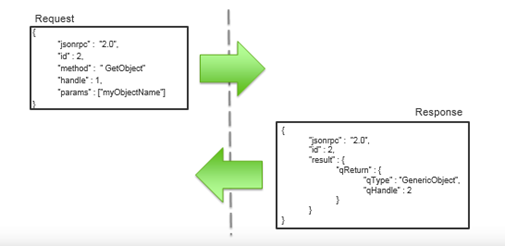 Request
{
"jsonrpc" : "2.0",
"id" : 2,
"method" : " GetObject"
"handle" : 1,
"params" : ["myObjectName"]
}
Response
{
"jsonrpc" : "2.0",
"id" : 2,
"result" : {
"qReturn" : {
"qType" : "GenericObject",
"qHandle : 2
}
}
}